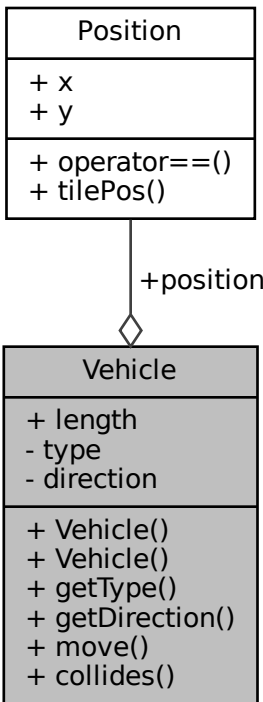 Position
+ x
+ y
+ operator==()
+ tilePos()
+position
Vehicle
+ length
- type
- direction
+ Vehicle()
+ Vehicle()
+ getType()
+ getDirection()
+ move()
+ collides()